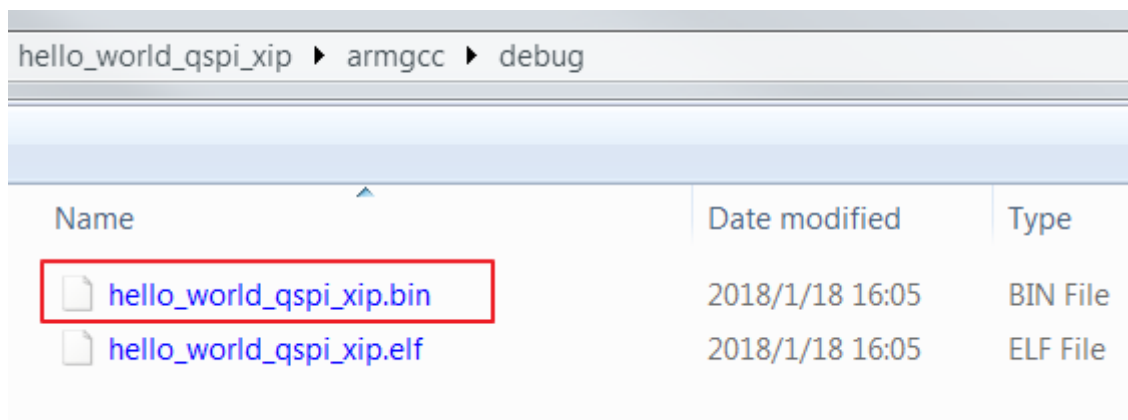 hello_world_qspi_xip ▸ armgcc ▸ debug
Name Date modified Type
hello_world_qspi_xip.bin 2018/1/18 16:05 BIN File
hello_world_qspi_xip.elf 2018/1/18 16:05 ELF File